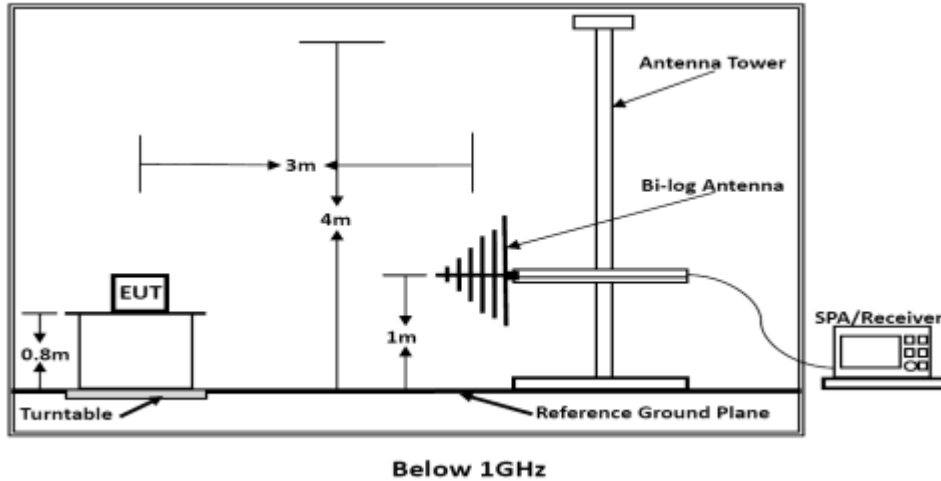 Antenna Tower
3m
Bi-log Antenna
4m
EUT
SPA/Receiver
0.8m
1m
Turntable
Reference Ground Plane
Below 1GHz